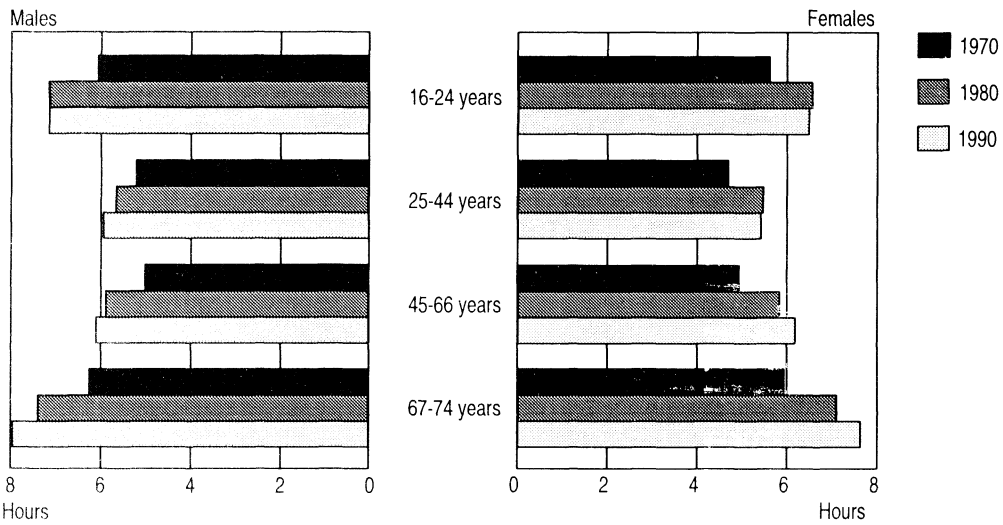 Males
Females
1970
1980
1990
16-24 years
25-44 years
45-66 years
67-74 years
8 6 4 2 0
Hours
0 2 4 6 8
Hours